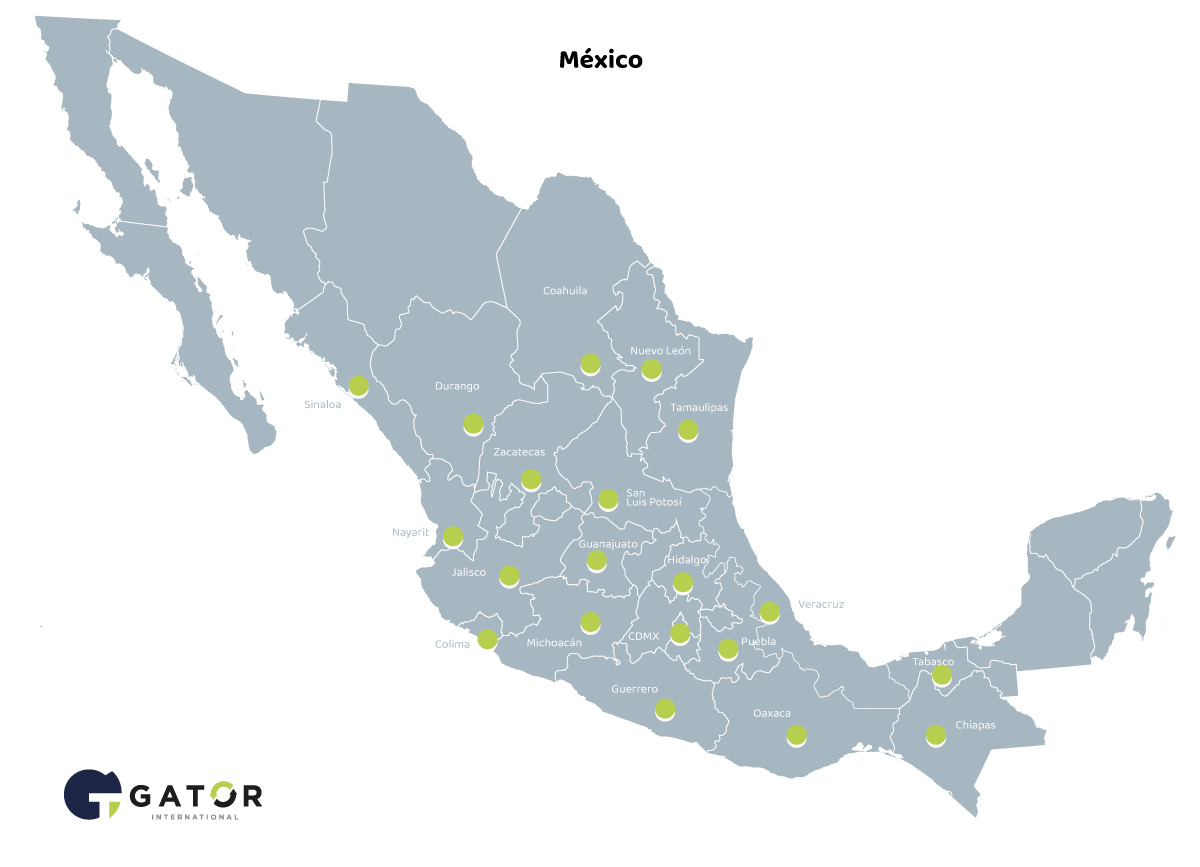 México
Coahuila
Nuevo León
Durango
Sinaloa
Tamaulipas
Zacatecas
San
Luis Potosí
Nayarit
Guanajuato
Hidalgo
Jalisco
Veracruz
CDMX
Puebla
Colima
Michoacán
Tabasco
Guerrero
Oaxaca
Chiapas
GATOR
INTERNATIONAL